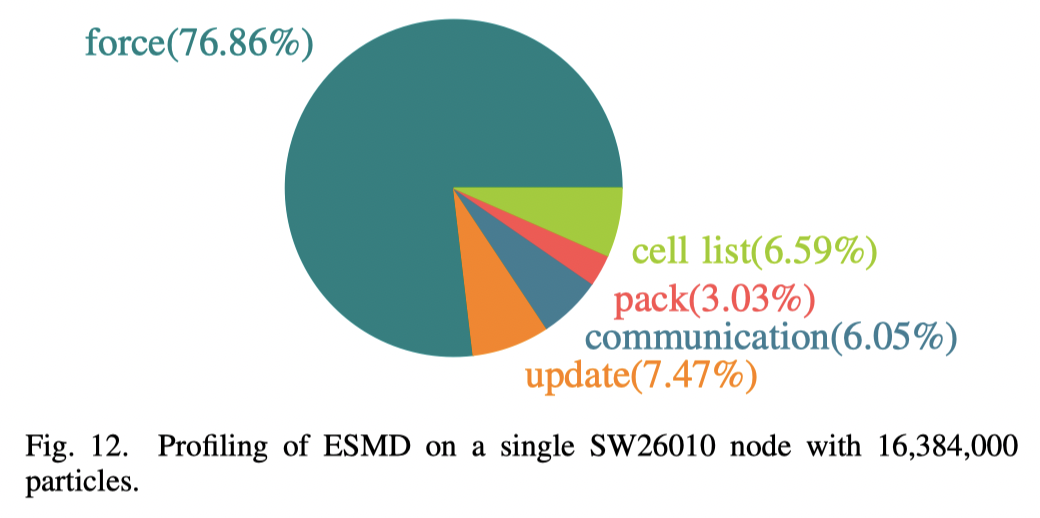 force(76.86%)
cell list(6.59%)
pack(3.03%)
communication(6.05%)
update(7.47%)
Fig. 12. Profiling of ESMD on a single SW26010 node with 16,384,000
particles.